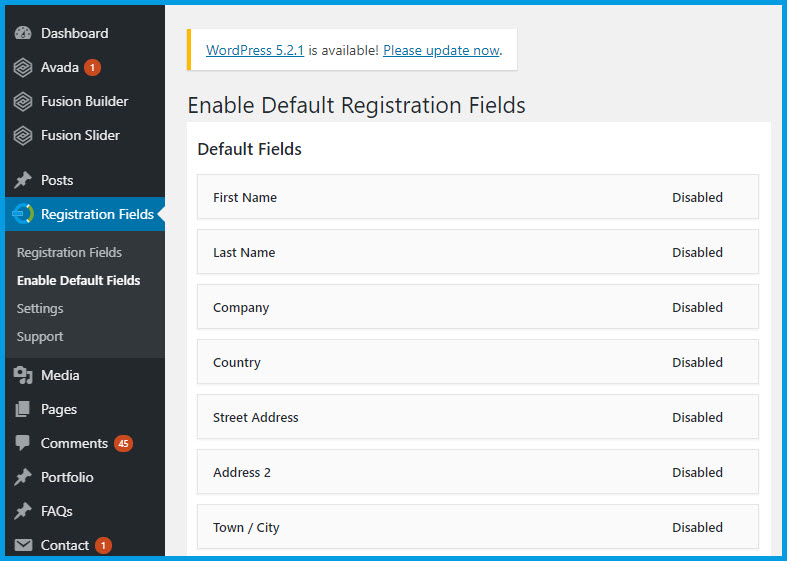 Dashboard
Avada 1
Fusion Builder
Fusion Slider
Posts
Registration Fields
Registration Fields
Enable Default Fields
Settings
Support
Media
Pages
Comments 45
Portfolio
FAQs
Contact 1
WordPress 5.2.1 is available! Please update now.
Enable Default Registration Fields
Default Fields
First Name Disabled
Last Name Disabled
Company Disabled
Country Disabled
Street Address Disabled
Address 2 Disabled
Town / City Disabled